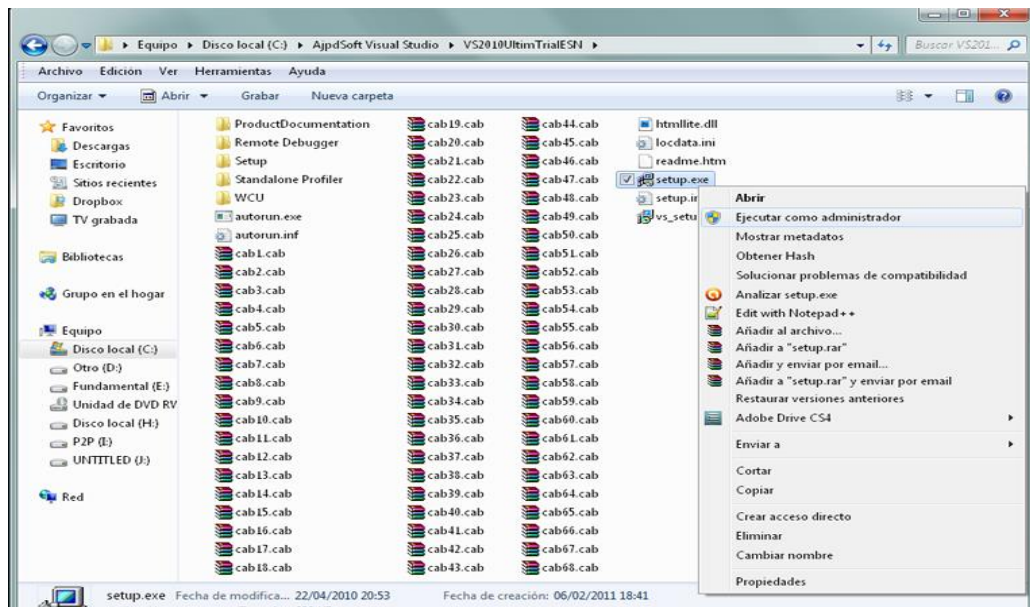 Equipo ▸ Disco local (C:) ▸ AjpdSoft Visual Studio ▸ VS2010UltimTrialESN ▸
Buscar VS201...
Archivo Edición Ver Herramientas Ayuda
Organizar Abrir Grabar Nueva carpeta
Favoritos
Descargas
Escritorio
Sitios recientes
Dropbox
TV grabada
Bibliotecas
Grupo en el hogar
Equipo
Disco local (C:)
Otro (D:)
Fundamental (E:)
Unidad de DVD RV
Disco local (H:)
P2P (I:)
UNTITLED (J:)
Red
ProductDocumentation
Remote Debugger
Setup
Standalone Profiler
WCU
autorun.exe
autorun.inf
cab1.cab
cab2.cab
cab3.cab
cab4.cab
cab5.cab
cab6.cab
cab7.cab
cab8.cab
cab9.cab
cab10.cab
cab11.cab
cab12.cab
cab13.cab
cab14.cab
cab15.cab
cab16.cab
cab17.cab
cab18.cab
cab19.cab
cab20.cab
cab21.cab
cab22.cab
cab23.cab
cab24.cab
cab25.cab
cab26.cab
cab27.cab
cab28.cab
cab29.cab
cab30.cab
cab31.cab
cab32.cab
cab33.cab
cab34.cab
cab35.cab
cab36.cab
cab37.cab
cab38.cab
cab39.cab
cab40.cab
cab41.cab
cab42.cab
cab43.cab
cab44.cab
cab45.cab
cab46.cab
cab47.cab
cab48.cab
cab49.cab
cab50.cab
cab51.cab
cab52.cab
cab53.cab
cab54.cab
cab55.cab
cab56.cab
cab57.cab
cab58.cab
cab59.cab
cab60.cab
cab61.cab
cab62.cab
cab63.cab
cab64.cab
cab65.cab
cab66.cab
cab67.cab
cab68.cab
htmllite.dll
locdata.ini
readme.htm
setup.exe
setup.ir
vs_setu
Abrir
Ejecutar como administrador
Mostrar metadatos
Obtener Hash
Solucionar problemas de compatibilidad
Analizar setup.exe
Edit with Notepad++
Añadir al archivo...
Añadir a "setup.rar"
Añadir y enviar por email...
Añadir a "setup.rar" y enviar por email
Restaurar versiones anteriores
Adobe Drive CS4
Enviar a
Cortar
Copiar
Crear acceso directo
Eliminar
Cambiar nombre
Propiedades
setup.exe Fecha de modifica... 22/04/2010 20:53 Fecha de creación: 06/02/2011 18:41